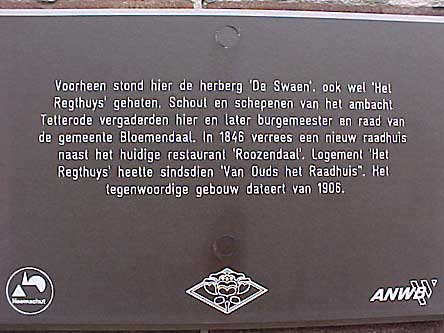 Voorheen stond hier de herberg 'De Swaen', ook wel 'Het
Regthuys' geheten. Schout en schepenen van het ambacht
Tetterode vergaderden hier en later burgemeester en raad van
de gemeente Bloemendaal. In 1846 verrees een nieuw raadhuis
naast het huidige restaurant 'Roozendaal'. Logement 'Het
Regthuys' heette sindsdien 'Van Ouds het Raadhuis". Het
tegenwoordige gebouw dateert van 1906.
Heemschut
ANWB